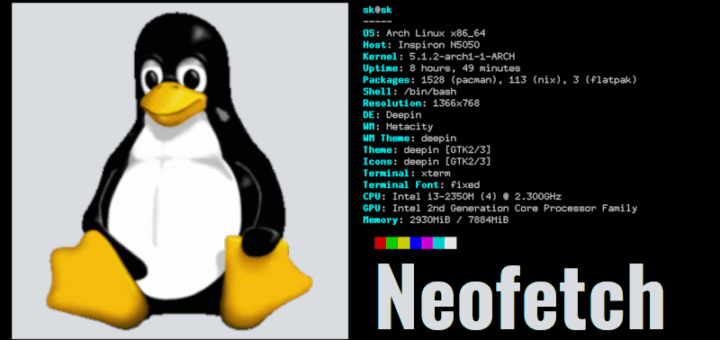 sk@sk
-----
OS: Arch Linux x86_64
Host: Inspiron N5050
Kernel: 5.1.2-arch1-1-ARCH
Uptime: 8 hours, 49 minutes
Packages: 1528 (pacman), 113 (nix), 3 (flatpak)
Shell: /bin/bash
Resolution: 1366x768
DE: Deepin
WM: Metacity
WM Theme: deepin
Theme: deepin [GTK2/3]
Icons: deepin [GTK2/3]
Terminal: xterm
Terminal Font: fixed
CPU: Intel i3-2350M (4) @ 2.300GHz
GPU: Intel 2nd Generation Core Processor Family
Memory: 2930MiB / 7884MiB
Neofetch